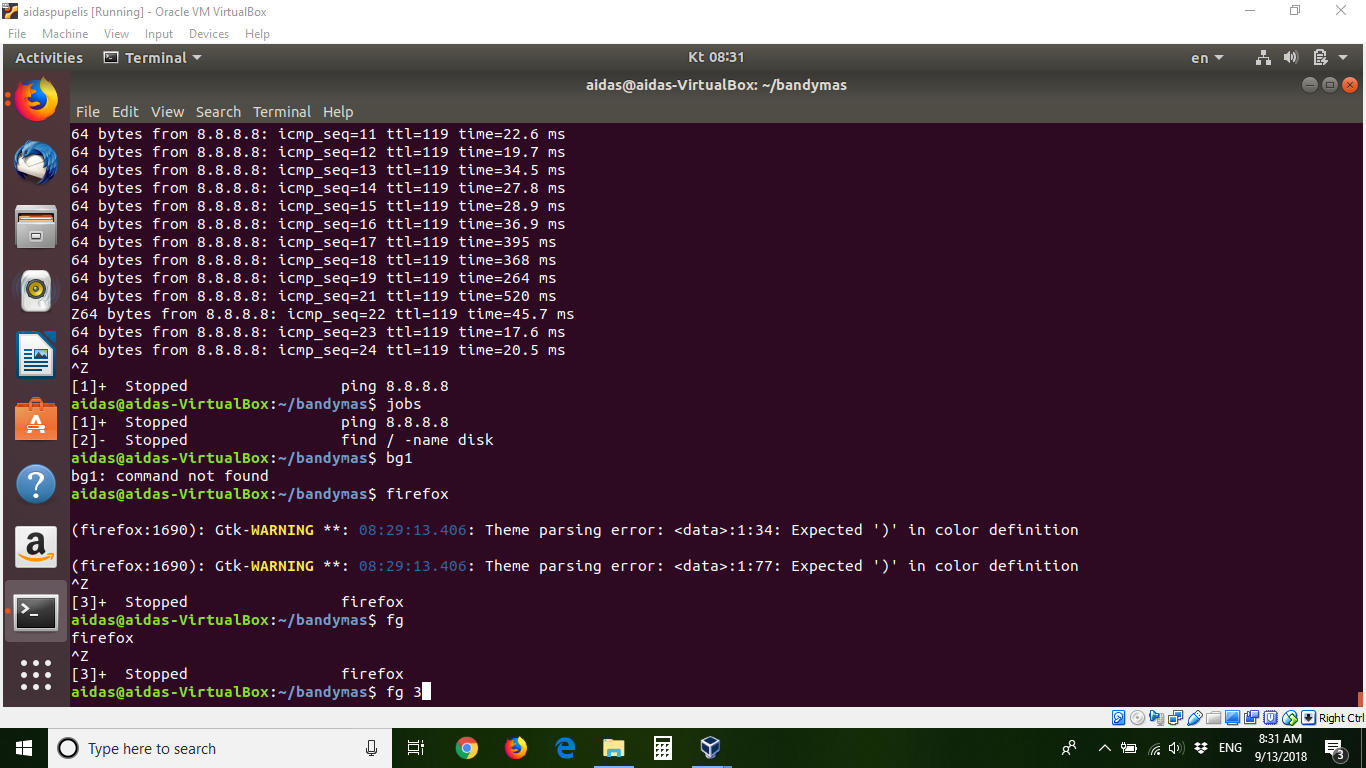 aidaspupelis [Running] - Oracle VM VirtualBox
File Machine View Input Devices Help
Activities Terminal Kt 08:31 en
aidas@aidas-VirtualBox: ~/bandymas
File Edit View Search Terminal Help
64 bytes from 8.8.8.8: icmp_seq=11 ttl=119 time=22.6 ms
64 bytes from 8.8.8.8: icmp_seq=12 ttl=119 time=19.7 ms
64 bytes from 8.8.8.8: icmp_seq=13 ttl=119 time=34.5 ms
64 bytes from 8.8.8.8: icmp_seq=14 ttl=119 time=27.8 ms
64 bytes from 8.8.8.8: icmp_seq=15 ttl=119 time=28.9 ms
64 bytes from 8.8.8.8: icmp_seq=16 ttl=119 time=36.9 ms
64 bytes from 8.8.8.8: icmp_seq=17 ttl=119 time=395 ms
64 bytes from 8.8.8.8: icmp_seq=18 ttl=119 time=368 ms
64 bytes from 8.8.8.8: icmp_seq=19 ttl=119 time=264 ms
64 bytes from 8.8.8.8: icmp_seq=21 ttl=119 time=520 ms
Z64 bytes from 8.8.8.8: icmp_seq=22 ttl=119 time=45.7 ms
64 bytes from 8.8.8.8: icmp_seq=23 ttl=119 time=17.6 ms
64 bytes from 8.8.8.8: icmp_seq=24 ttl=119 time=20.5 ms
^Z
[1]+  Stopped                 ping 8.8.8.8
aidas@aidas-VirtualBox:~/bandymas$ jobs
[1]+  Stopped                 ping 8.8.8.8
[2]-  Stopped                 find / -name disk
aidas@aidas-VirtualBox:~/bandymas$ bg1
bg1: command not found
aidas@aidas-VirtualBox:~/bandymas$ firefox
(firefox:1690): Gtk-WARNING **: 08:29:13.406: Theme parsing error: <data>:1:34: Expected ')' in color definition
(firefox:1690): Gtk-WARNING **: 08:29:13.406: Theme parsing error: <data>:1:77: Expected ')' in color definition
^Z
[3]+  Stopped                 firefox
aidas@aidas-VirtualBox:~/bandymas$ fg
firefox
^Z
[3]+  Stopped                 firefox
aidas@aidas-VirtualBox:~/bandymas$ fg 3
Right Ctrl
Type here to search
ENG
8:31 AM
9/13/2018
3